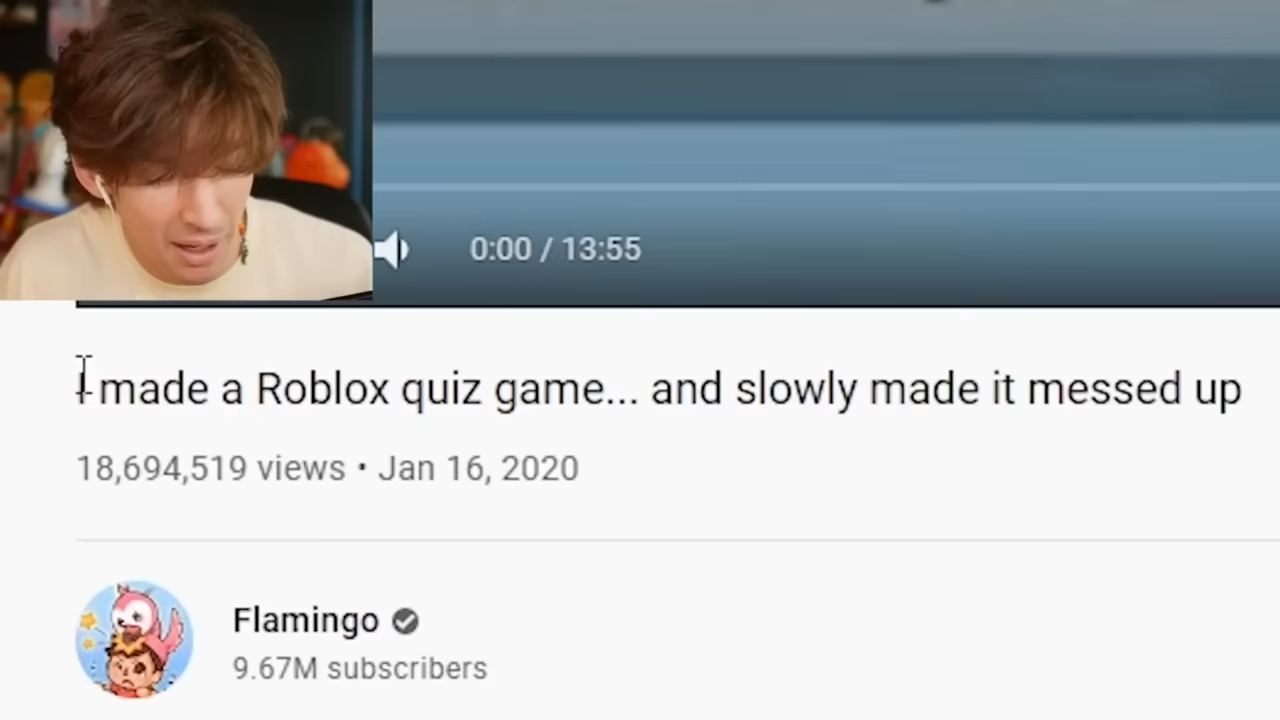 0:00 / 13:55
I made a Roblox quiz game... and slowly made it messed up
18,694,519 views • Jan 16, 2020
Flamingo
9.67M subscribers